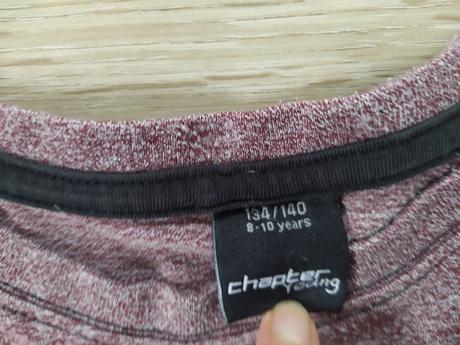 134/140
8-10 years
chapter
young